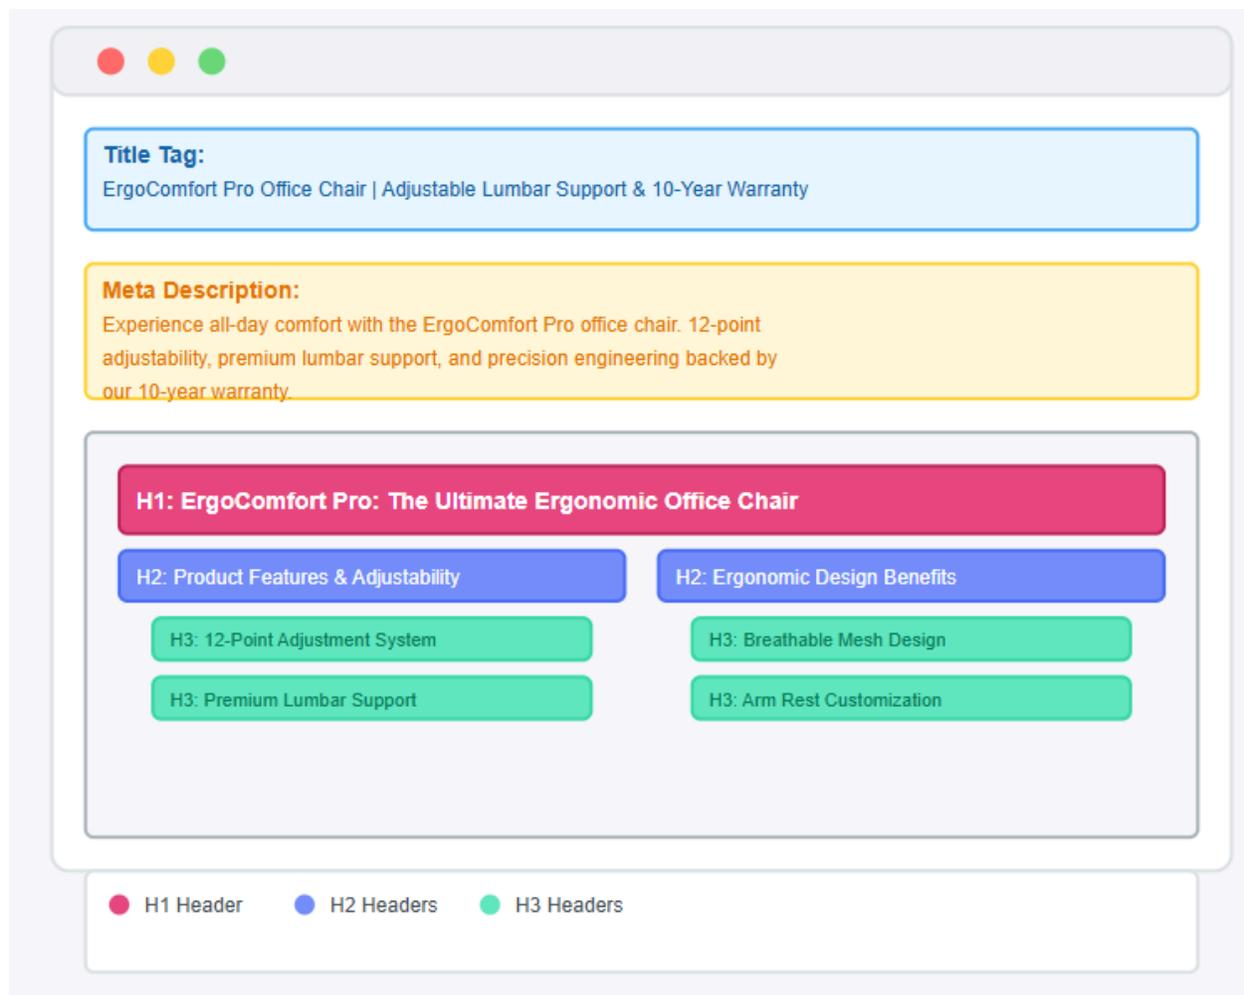 Title Tag:
ErgoComfort Pro Office Chair | Adjustable Lumbar Support & 10-Year Warranty
Meta Description:
Experience all-day comfort with the ErgoComfort Pro office chair. 12-point
adjustability, premium lumbar support, and precision engineering backed by
our 10-year warranty.
H1: ErgoComfort Pro: The Ultimate Ergonomic Office Chair
H2: Product Features & Adjustability
H3: 12-Point Adjustment System
H3: Premium Lumbar Support
H2: Ergonomic Design Benefits
H3: Breathable Mesh Design
H3: Arm Rest Customization
H1 Header
H2 Headers
H3 Headers